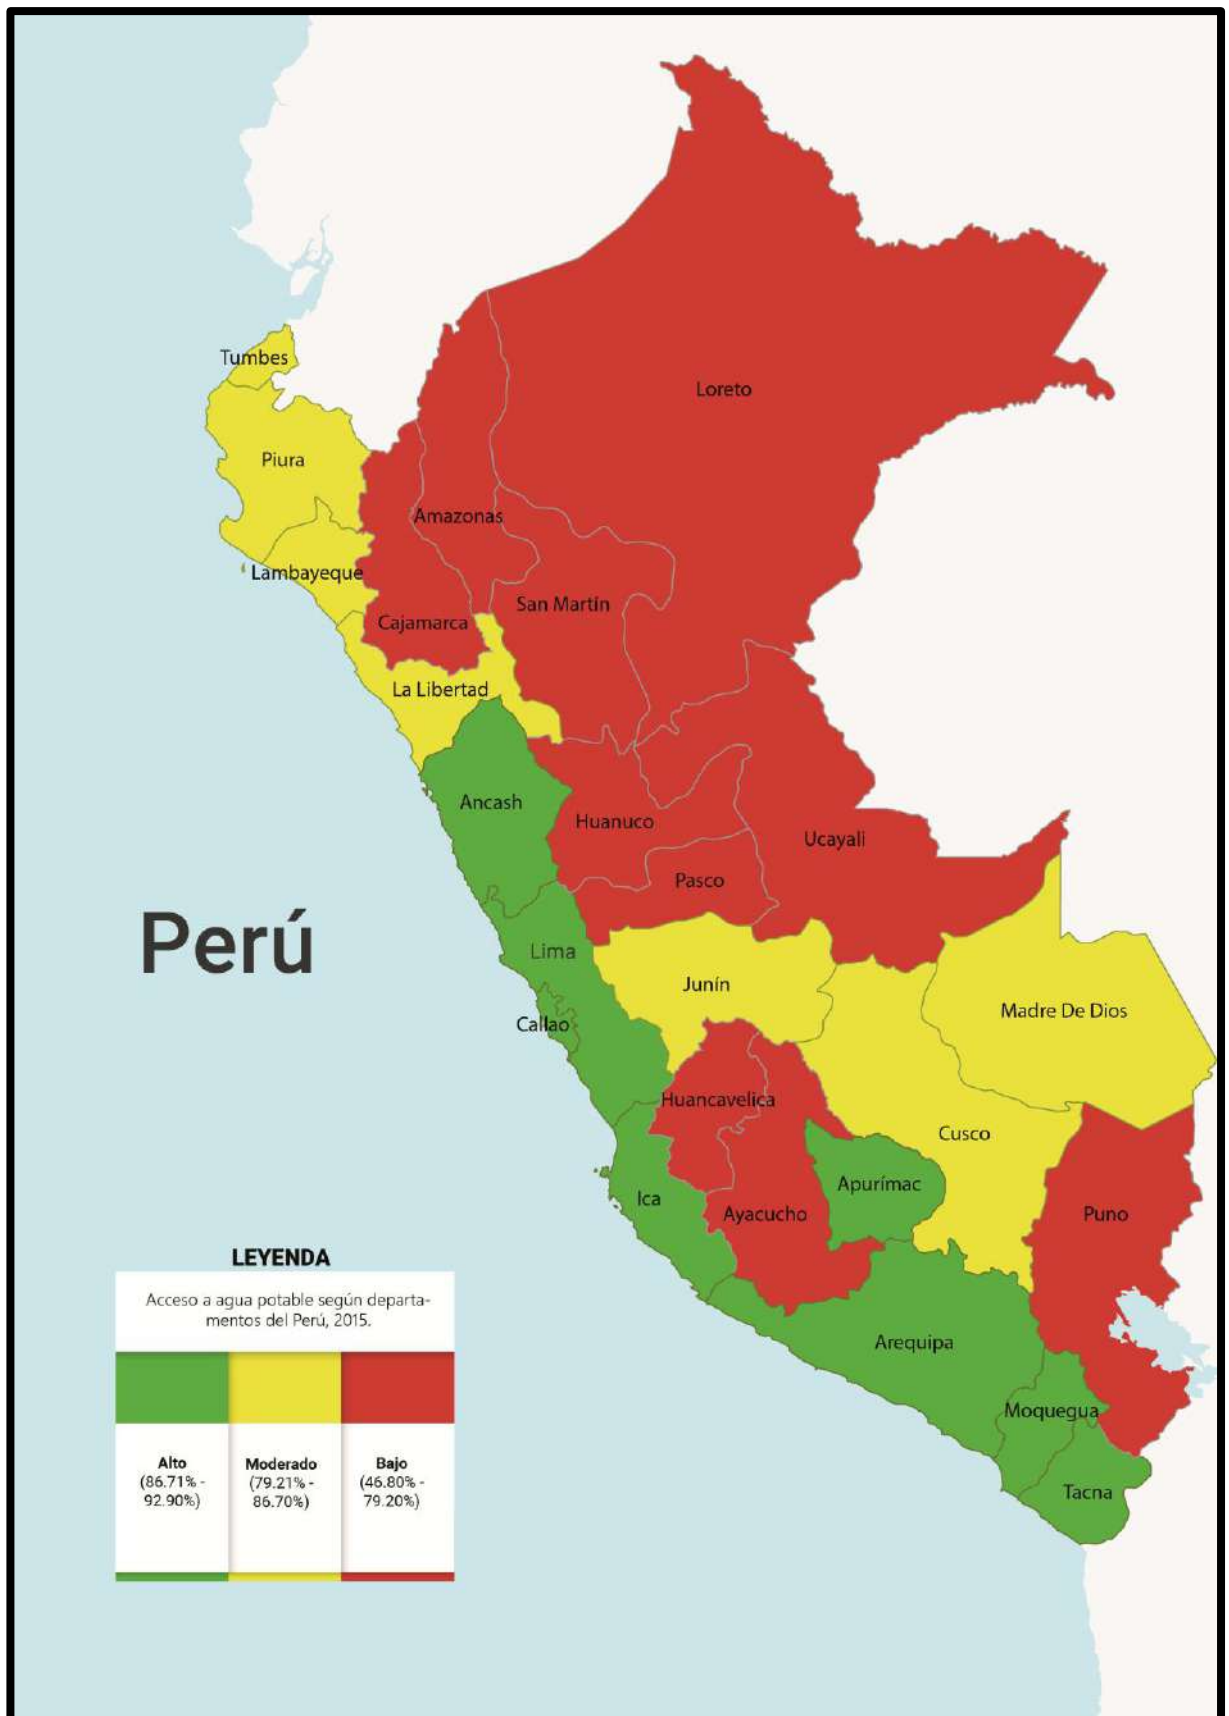 Tumbes
Loreto
Piura
Amazonas
Lambayeque
San Martín
Cajamarca
La Libertad
Ancash
Huanuco
Ucayali
Pasco
Perú
Lima
Junín
Madre De Dios
Callao
Huancavelica
Cusco
Apurímac
Ica
Ayacucho
Puno
LEYENDA
Acceso a agua potable según departa-
mentos del Perú, 2015.
Arequipa
Moquegua
Tacna
Alto
(86.71% -
92.90%)
Moderado
(79.21% -
86.70%)
Bajo
(46.80% -
79.20%)